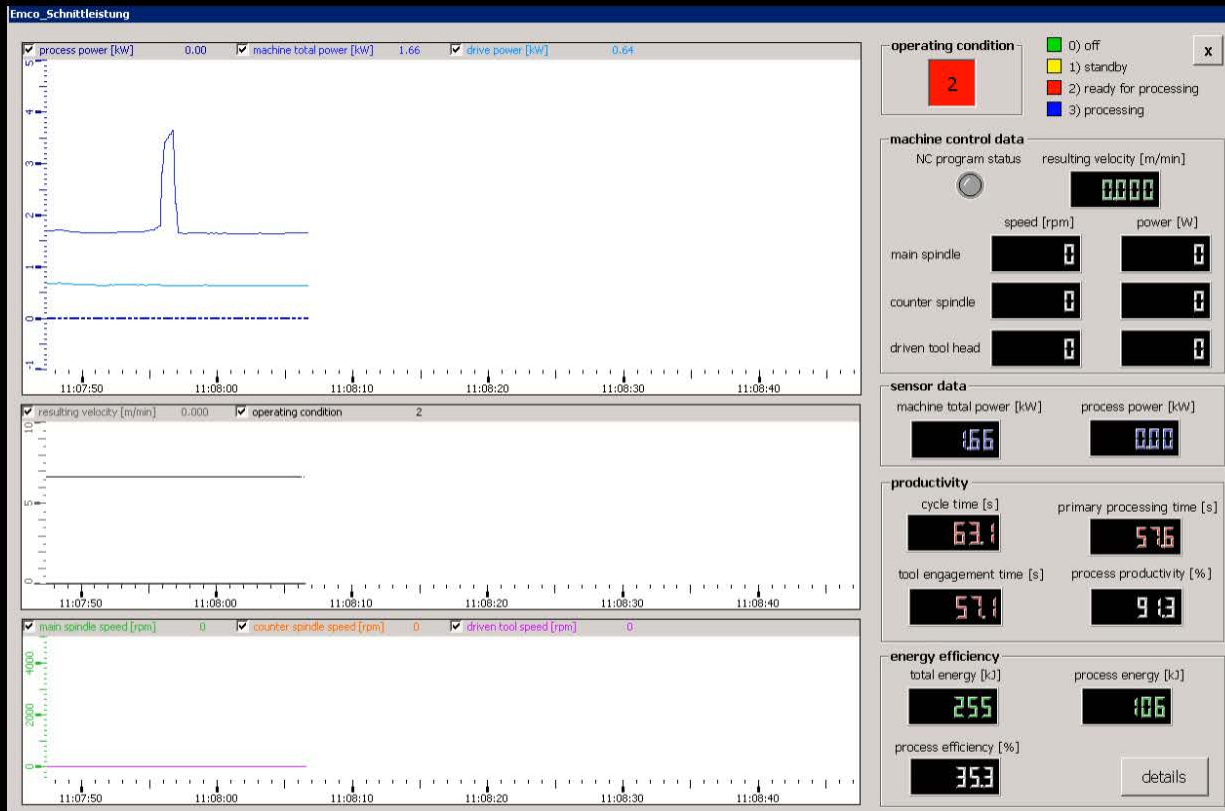 Emco_Schnittleistung
process power [kW] 0.00 machine total power [kW] 1.66 drive power [kW] 0.64
5
4
3
2
1
0
-1
11:07:50 11:08:00 11:08:10 11:08:20 11:08:30 11:08:40
resulting velocity [m/min] 0.000 operating condition 2
10
5
0
11:07:50 11:08:00 11:08:10 11:08:20 11:08:30 11:08:40
main spindle speed [rpm] 0 counter spindle speed [rpm] 0 driven tool speed [rpm] 0
4000
2000
0
11:07:50 11:08:00 11:08:10 11:08:20 11:08:30 11:08:40
operating condition
2
0) off
1) standby
2) ready for processing
3) processing
x
machine control data
NC program status resulting velocity [m/min]
0.000
speed [rpm] power [W]
main spindle 0 0
counter spindle 0 0
driven tool head 0 0
sensor data
machine total power [kW] process power [kW]
1.66 0.00
productivity
cycle time [s] primary processing time [s]
63.1 57.6
tool engagement time [s] process productivity [%]
57.1 91.3
energy efficiency
total energy [kJ] process energy [kJ]
255 106
process efficiency [%]
35.3
details